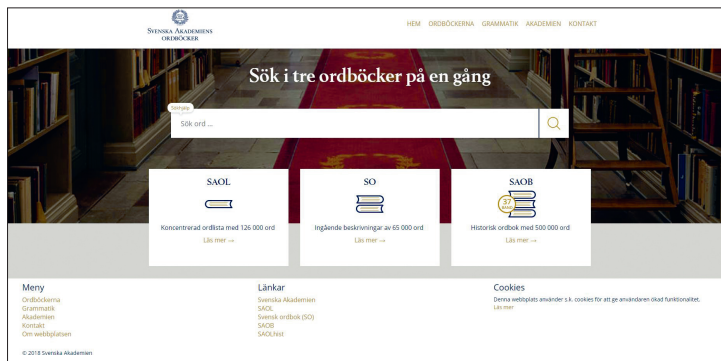 SVENSKA AKADEMIENS
ORDBÖCKER
HEM ORDBÖCKERNA GRAMMATIK AKADEMIEN KONTAKT
Sök i tre ordböcker på en gång
Sökhjälp
Sök ord ...
SAOL
Koncentrerad ordlista med 126 000 ord
Läs mer →
SO
Ingående beskrivningar av 65 000 ord
Läs mer →
SAOB
37
BAND
Historisk ordbok med 500 000 ord
Läs mer →
Meny
Ordböckerna
Grammatik
Akademien
Kontakt
Om webbplatsen
Länkar
Svenska Akademien
SAOL
Svensk ordbok (SO)
SAOB
SAOLhist
Cookies
Denna webbplats använder s.k. cookies för att ge användaren ökad funktionalitet.
Läs mer
© 2018 Svenska Akademien